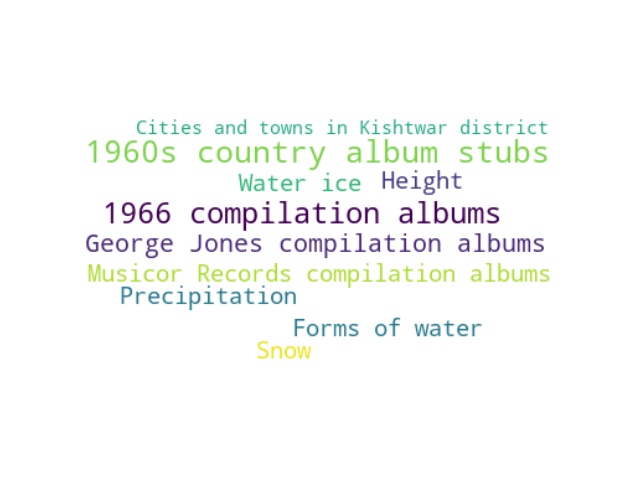 Cities and towns in Kishtwar district
1960s country album stubs
Water ice Height
1966 compilation albums
George Jones compilation albums
Musicor Records compilation albums
Precipitation
Forms of water
Snow